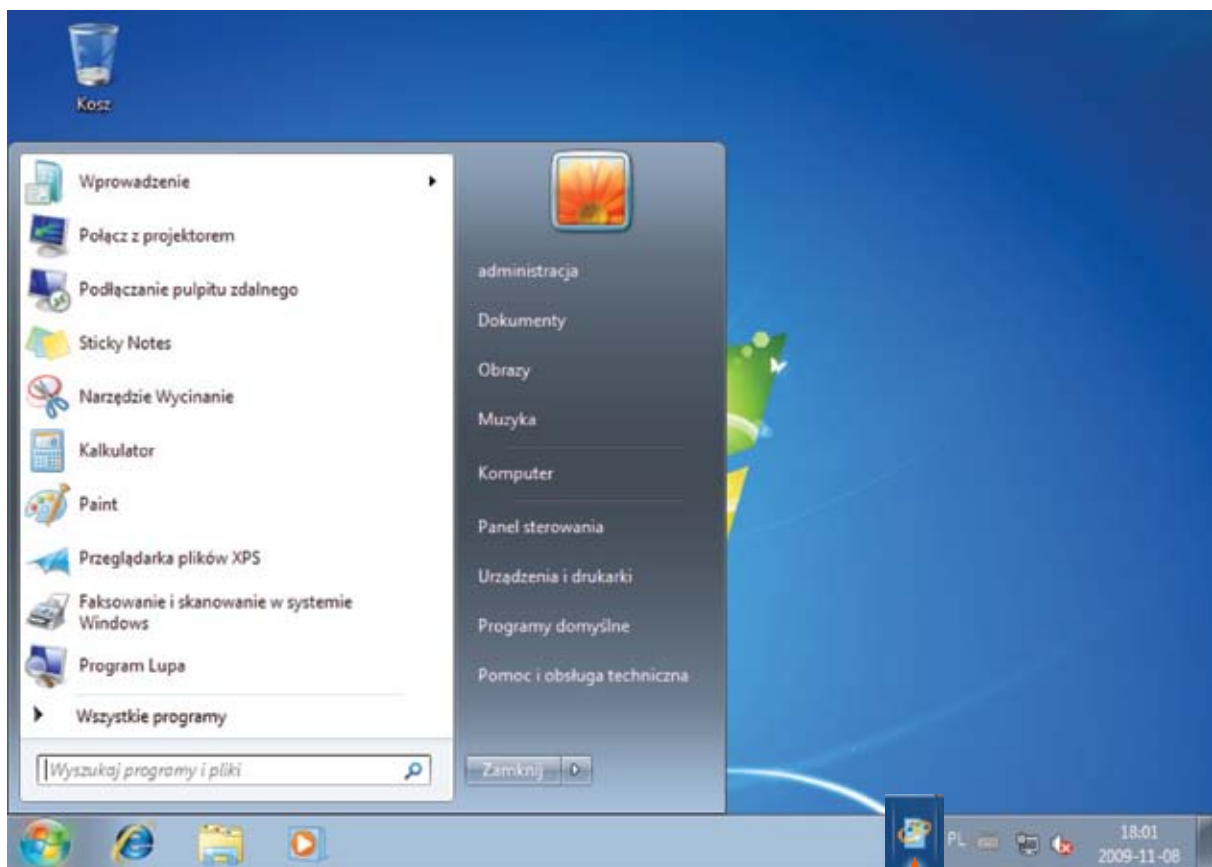 Kosz
Wprowadzenie
Połącz z projektorem
Podłączanie pulpitu zdalnego
Sticky Notes
Narzędzie Wycinanie
Kalkulator
Paint
Przeglądarka plików XPS
Faksowanie i skanowanie w systemie
Windows
Program Lupa
Wszystkie programy
Wyszukaj programy i pliki
administracja
Dokumenty
Obrazy
Muzyka
Komputer
Panel sterowania
Urządzenia i drukarki
Programy domyślne
Pomoc i obsługa techniczna
Zamknij
PL
18:01
2009-11-08